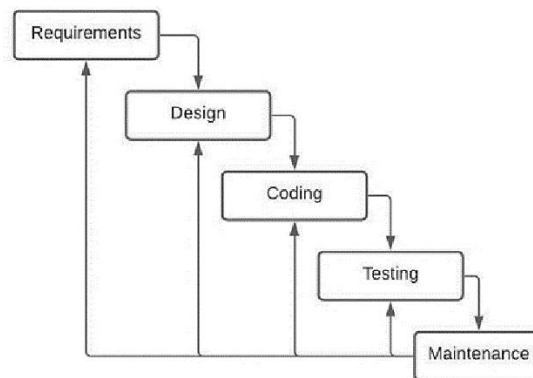 Requirements
Design
Coding
Testing
Maintenance